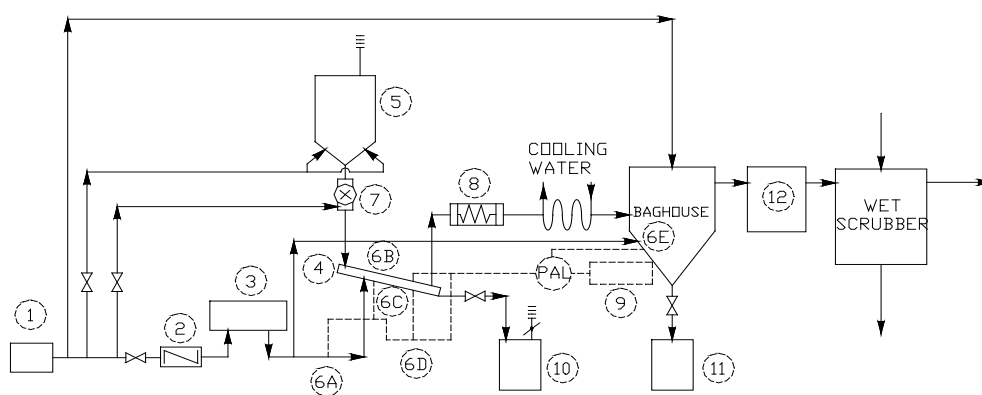 5
COOLING
WATER
8
7
12
BAGHOUSE
WET
SCRUBBER
6E
6B
4
PAL
3
6C
9
1
2
6D
6A
10
11